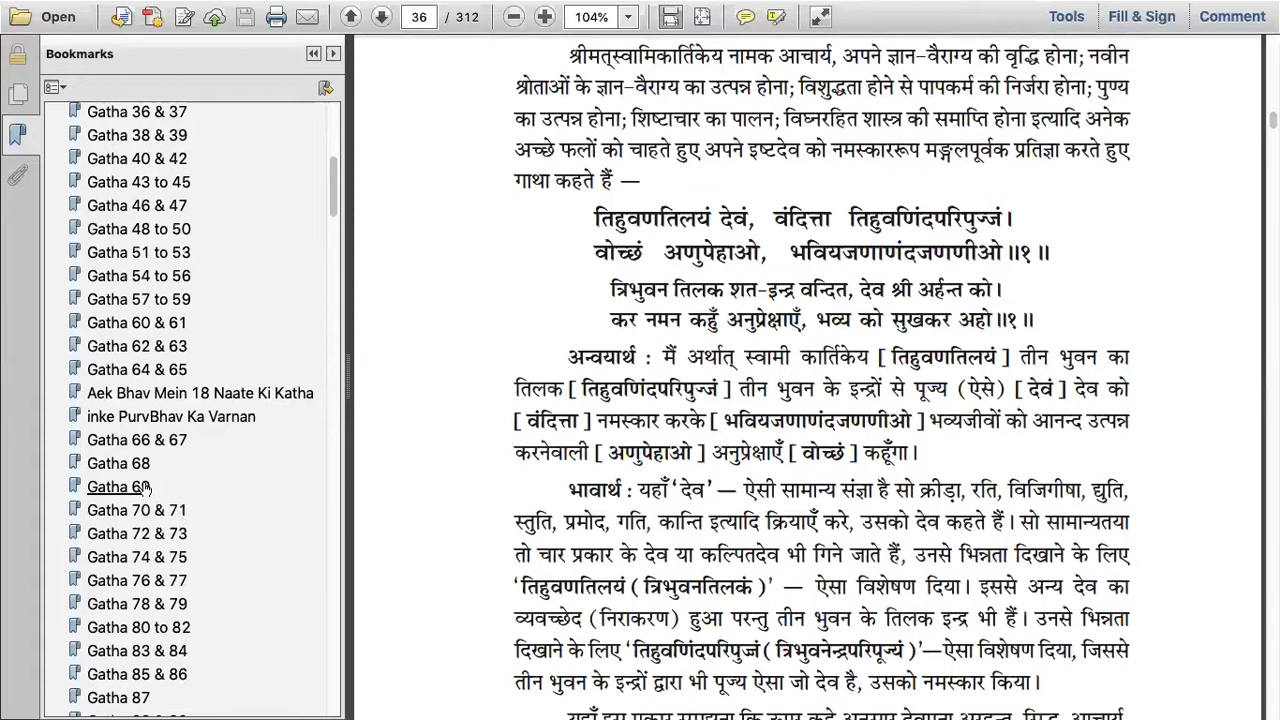 Open
36 / 312
104%
Tools
Fill & Sign
Comment
Bookmarks
Gatha 36 & 37
Gatha 38 & 39
Gatha 40 & 42
Gatha 43 to 45
Gatha 46 & 47
Gatha 48 to 50
Gatha 51 to 53
Gatha 54 to 56
Gatha 57 to 59
Gatha 60 & 61
Gatha 62 & 63
Gatha 64 & 65
Aek Bhav Mein 18 Naate Ki Katha
inke PurvBhav Ka Varnan
Gatha 66 & 67
Gatha 68
Gatha 69
Gatha 70 & 71
Gatha 72 & 73
Gatha 74 & 75
Gatha 76 & 77
Gatha 78 & 79
Gatha 80 to 82
Gatha 83 & 84
Gatha 85 & 86
Gatha 87
श्रीमत्स्वामिकार्तिकेय नामक आचार्य, अपने ज्ञान-वैराग्य की वृद्धि होना; नवीन
श्रोताओं के ज्ञान-वैराग्य का उत्पन्न होना; विशुद्धता होने से पापकर्म की निर्जरा होना; पुण्य
का उत्पन्न होना; शिष्टाचार का पालन; विघ्नरहित शास्त्र की समाप्ति होना इत्यादि अनेक
अच्छे फलों को चाहते हुए अपने इष्टदेव को नमस्काररूप मङ्गलपूर्वक प्रतिज्ञा करते हुए
गाथा कहते हैं —
तिहुवणतिलयं देवं, वंदित्ता तिहुवणिंदपरिपुज्जं।
वोच्छं अणुपेहाओ, भवियजणाणंदजणणीओ॥१॥
त्रिभुवन तिलक शत-इन्द्र वन्दित, देव श्री अर्हन्त को।
कर नमन कहुँ अनुप्रेक्षाएँ, भव्य को सुखकर अहो॥१॥
अन्वयार्थ : मैं अर्थात् स्वामी कार्तिकेय [ तिहुवणतिलयं ] तीन भुवन का
तिलक [ तिहुवणिंदपरिपुज्जं ] तीन भुवन के इन्द्रों से पूज्य (ऐसे) [ देवं ] देव को
[ वंदित्ता ] नमस्कार करके [ भवियजणाणंदजणणीओ ] भव्यजीवों को आनन्द उत्पन्न
करनेवाली [ अणुपेहाओ ] अनुप्रेक्षाएँ [ वोच्छं ] कहूँगा।
भावार्थ : यहाँ 'देव' — ऐसी सामान्य संज्ञा है सो क्रीड़ा, रति, विजिगीषा, द्युति,
स्तुति, प्रमोद, गति, कान्ति इत्यादि क्रियाएँ करे, उसको देव कहते हैं। सो सामान्यतया
तो चार प्रकार के देव या कल्पितदेव भी गिने जाते हैं, उनसे भिन्नता दिखाने के लिए
'तिहुवणतिलयं ( त्रिभुवनतिलकं )' — ऐसा विशेषण दिया। इससे अन्य देव का
व्यवच्छेद (निराकरण) हुआ परन्तु तीन भुवन के तिलक इन्द्र भी हैं। उनसे भिन्नता
दिखाने के लिए 'तिहुवणिंदपरिपुज्जं ( त्रिभुवनेन्द्रपरिपूज्यं )'—ऐसा विशेषण दिया, जिससे
तीन भुवन के इन्द्रों द्वारा भी पूज्य ऐसा जो देव है, उसको नमस्कार किया।